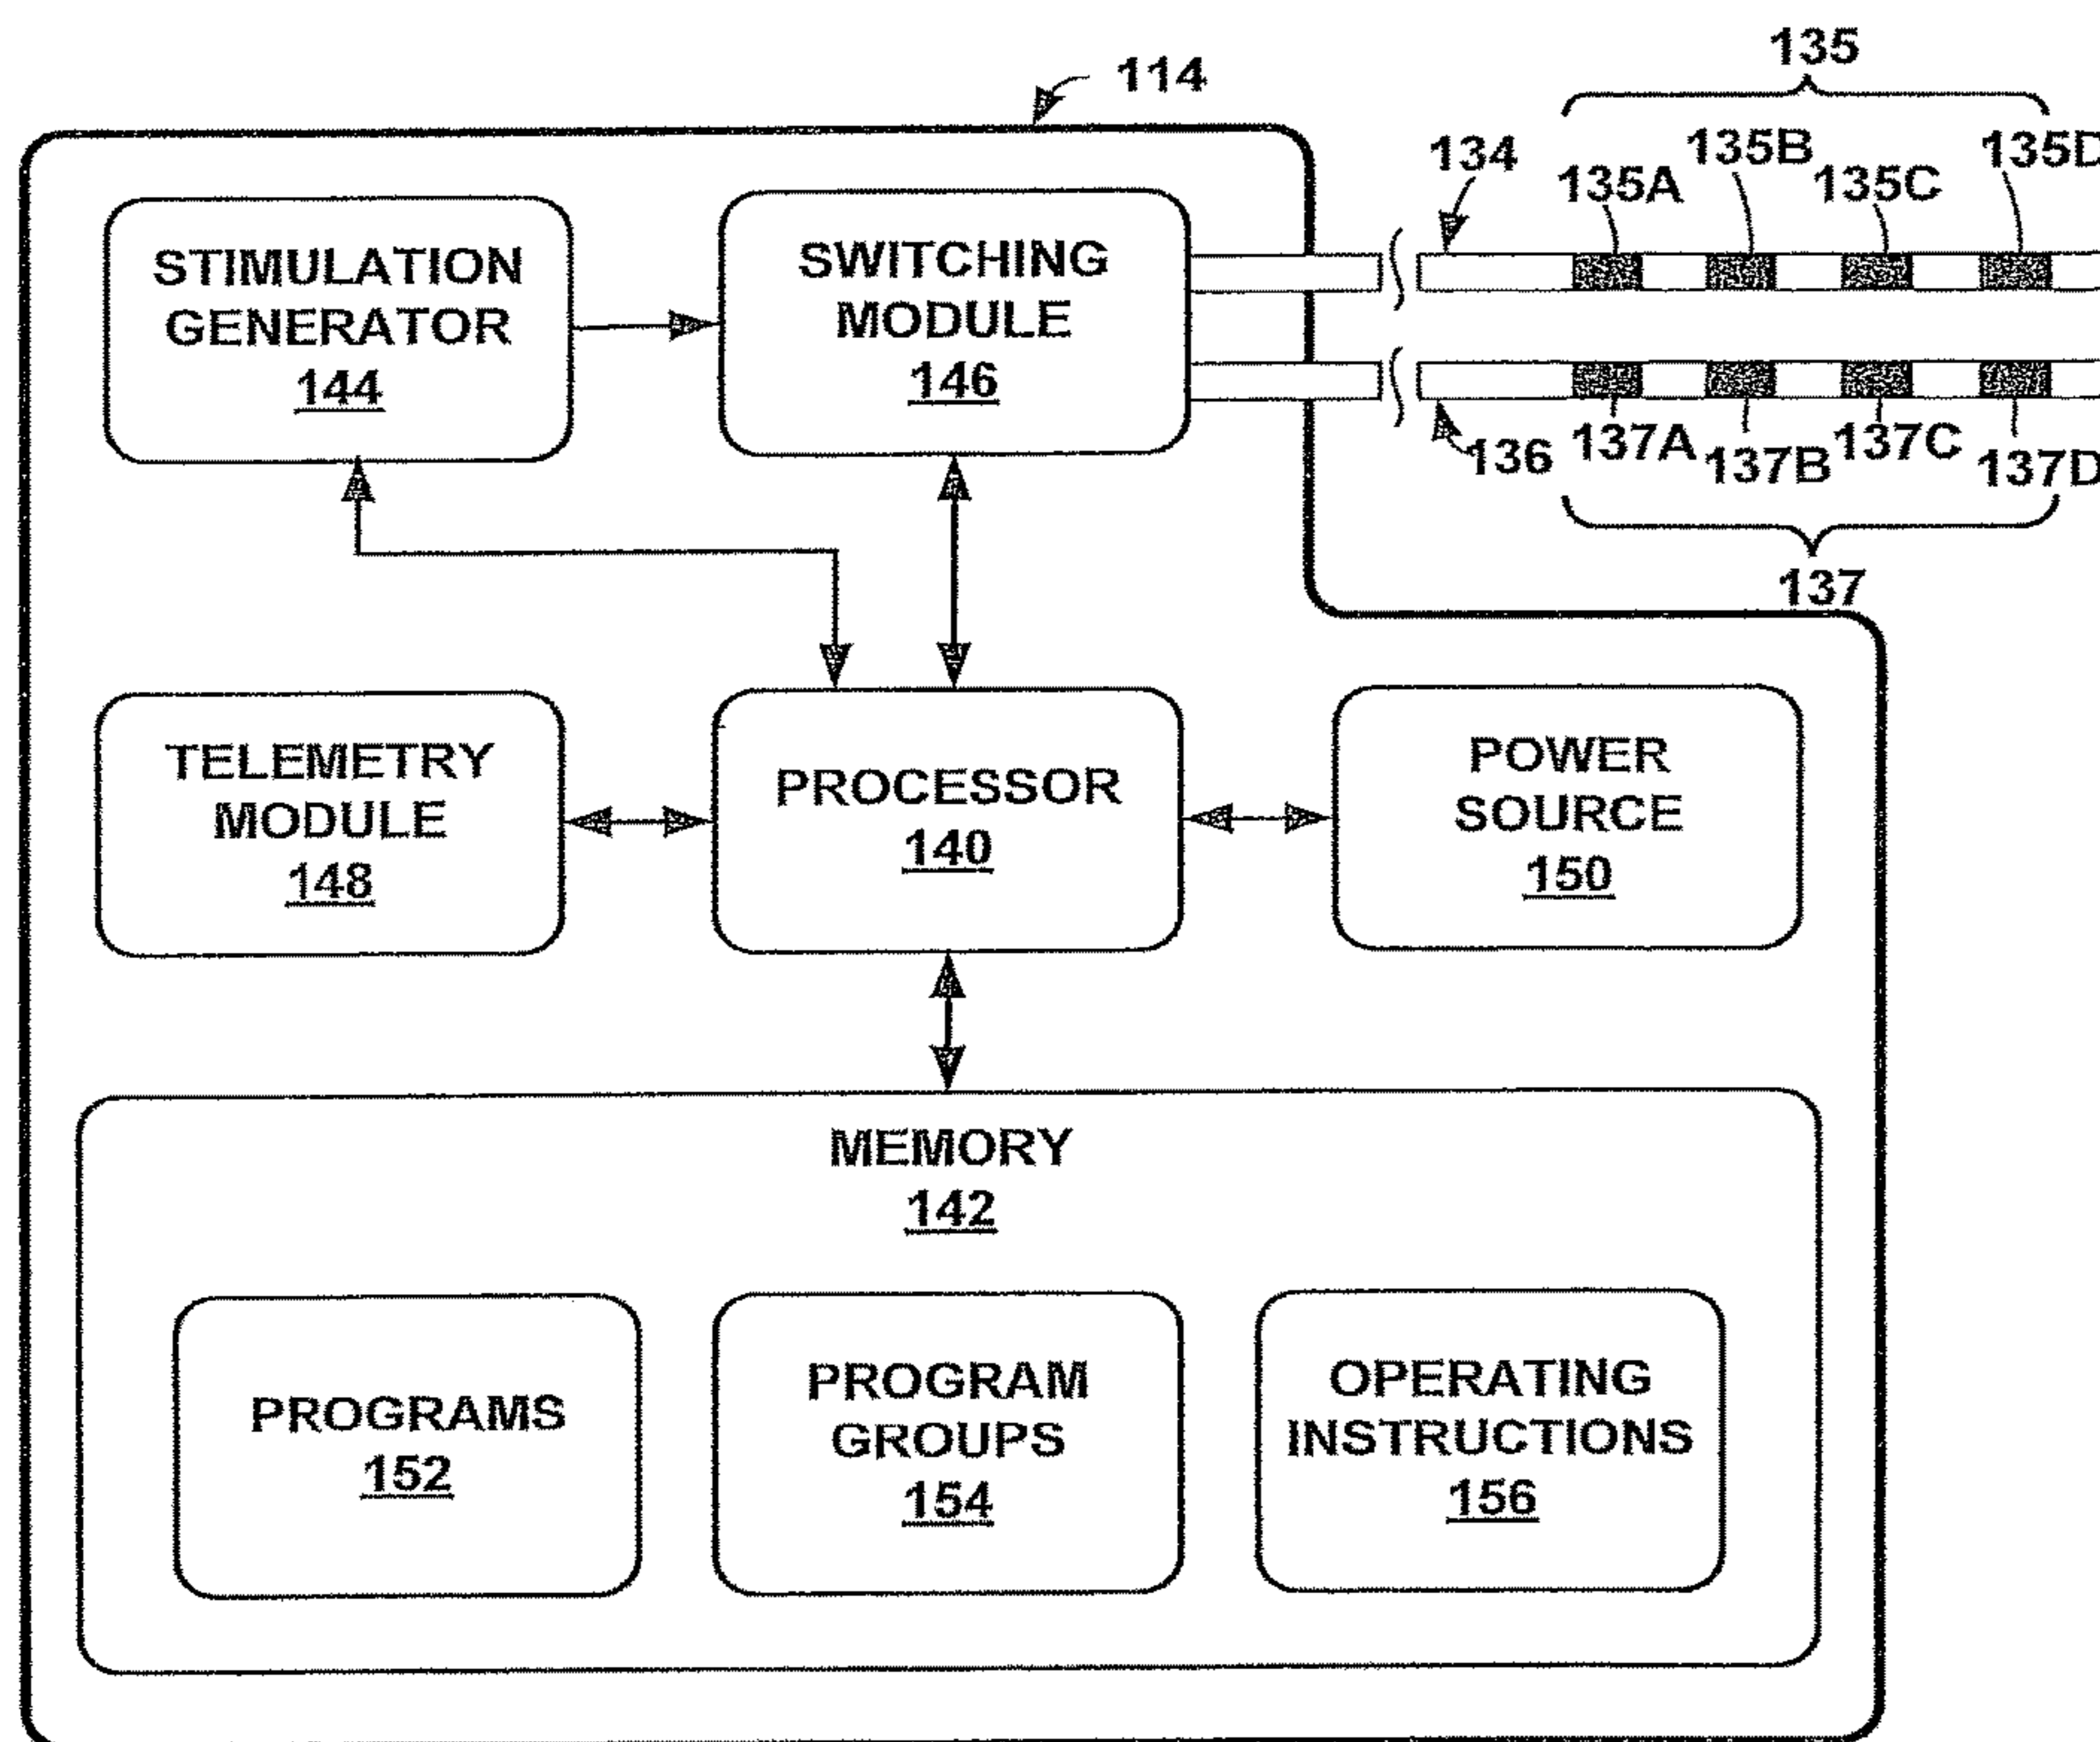 114
135
134
135A
135B
135C
135D
STIMULATION
GENERATOR
144
SWITCHING
MODULE
146
136
137A
137B
137C
137D
137
TELEMETRY
MODULE
148
PROCESSOR
140
POWER
SOURCE
150
MEMORY
142
PROGRAMS
152
PROGRAM
GROUPS
154
OPERATING
INSTRUCTIONS
156